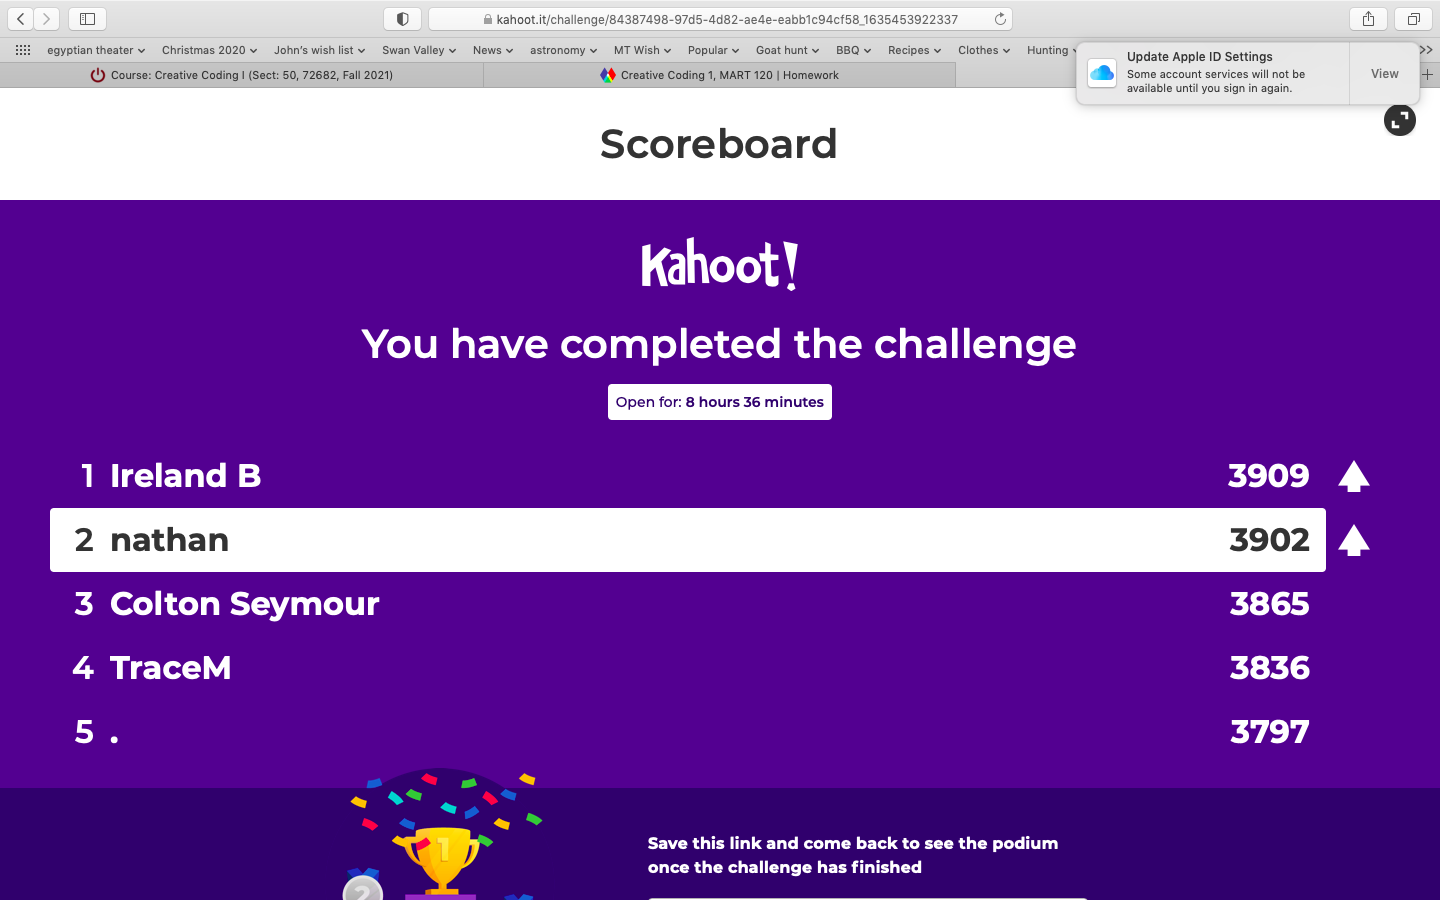 kahoot.it/challenge/84387498-97d5-4d82-ae4e-eabb1c94cf58_1635453922337
egyptian theater Christmas 2020 John's wish list Swan Valley News astronomy MT Wish Popular Goat hunt BBQ Recipes Clothes Hunting
Update Apple ID Settings
Some account services will not be
available until you sign in again.
View
Course: Creative Coding I (Sect: 50, 72682, Fall 2021) Creative Coding 1, MART 120 | Homework
Scoreboard
Kahoot!
You have completed the challenge
Open for: 8 hours 36 minutes
1 Ireland B 3909
2 nathan 3902
3 Colton Seymour 3865
4 TraceM 3836
5 . 3797
1
2
Save this link and come back to see the podium
once the challenge has finished